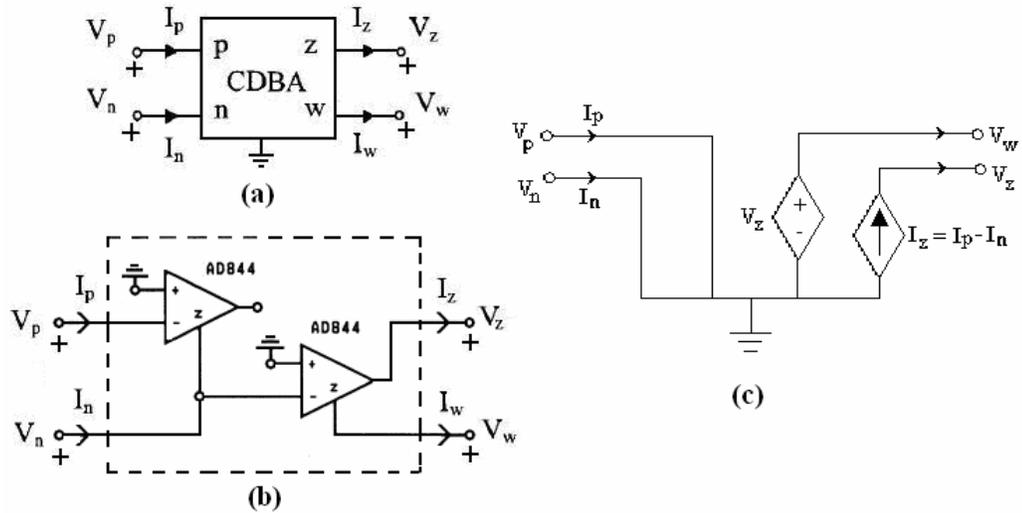 Vp Ip Iz Vz
+ p z +
CDBA
Vn n w Vw
+ In Iw +
(a)
AD844
Ip + Iz
Vp - z AD844 Vz
+ + +
In z Iw
Vn - Vw
+ +
(b)
Vp Ip Vw
Vn In Vz
Vz + - Iz = Ip - In
(c)